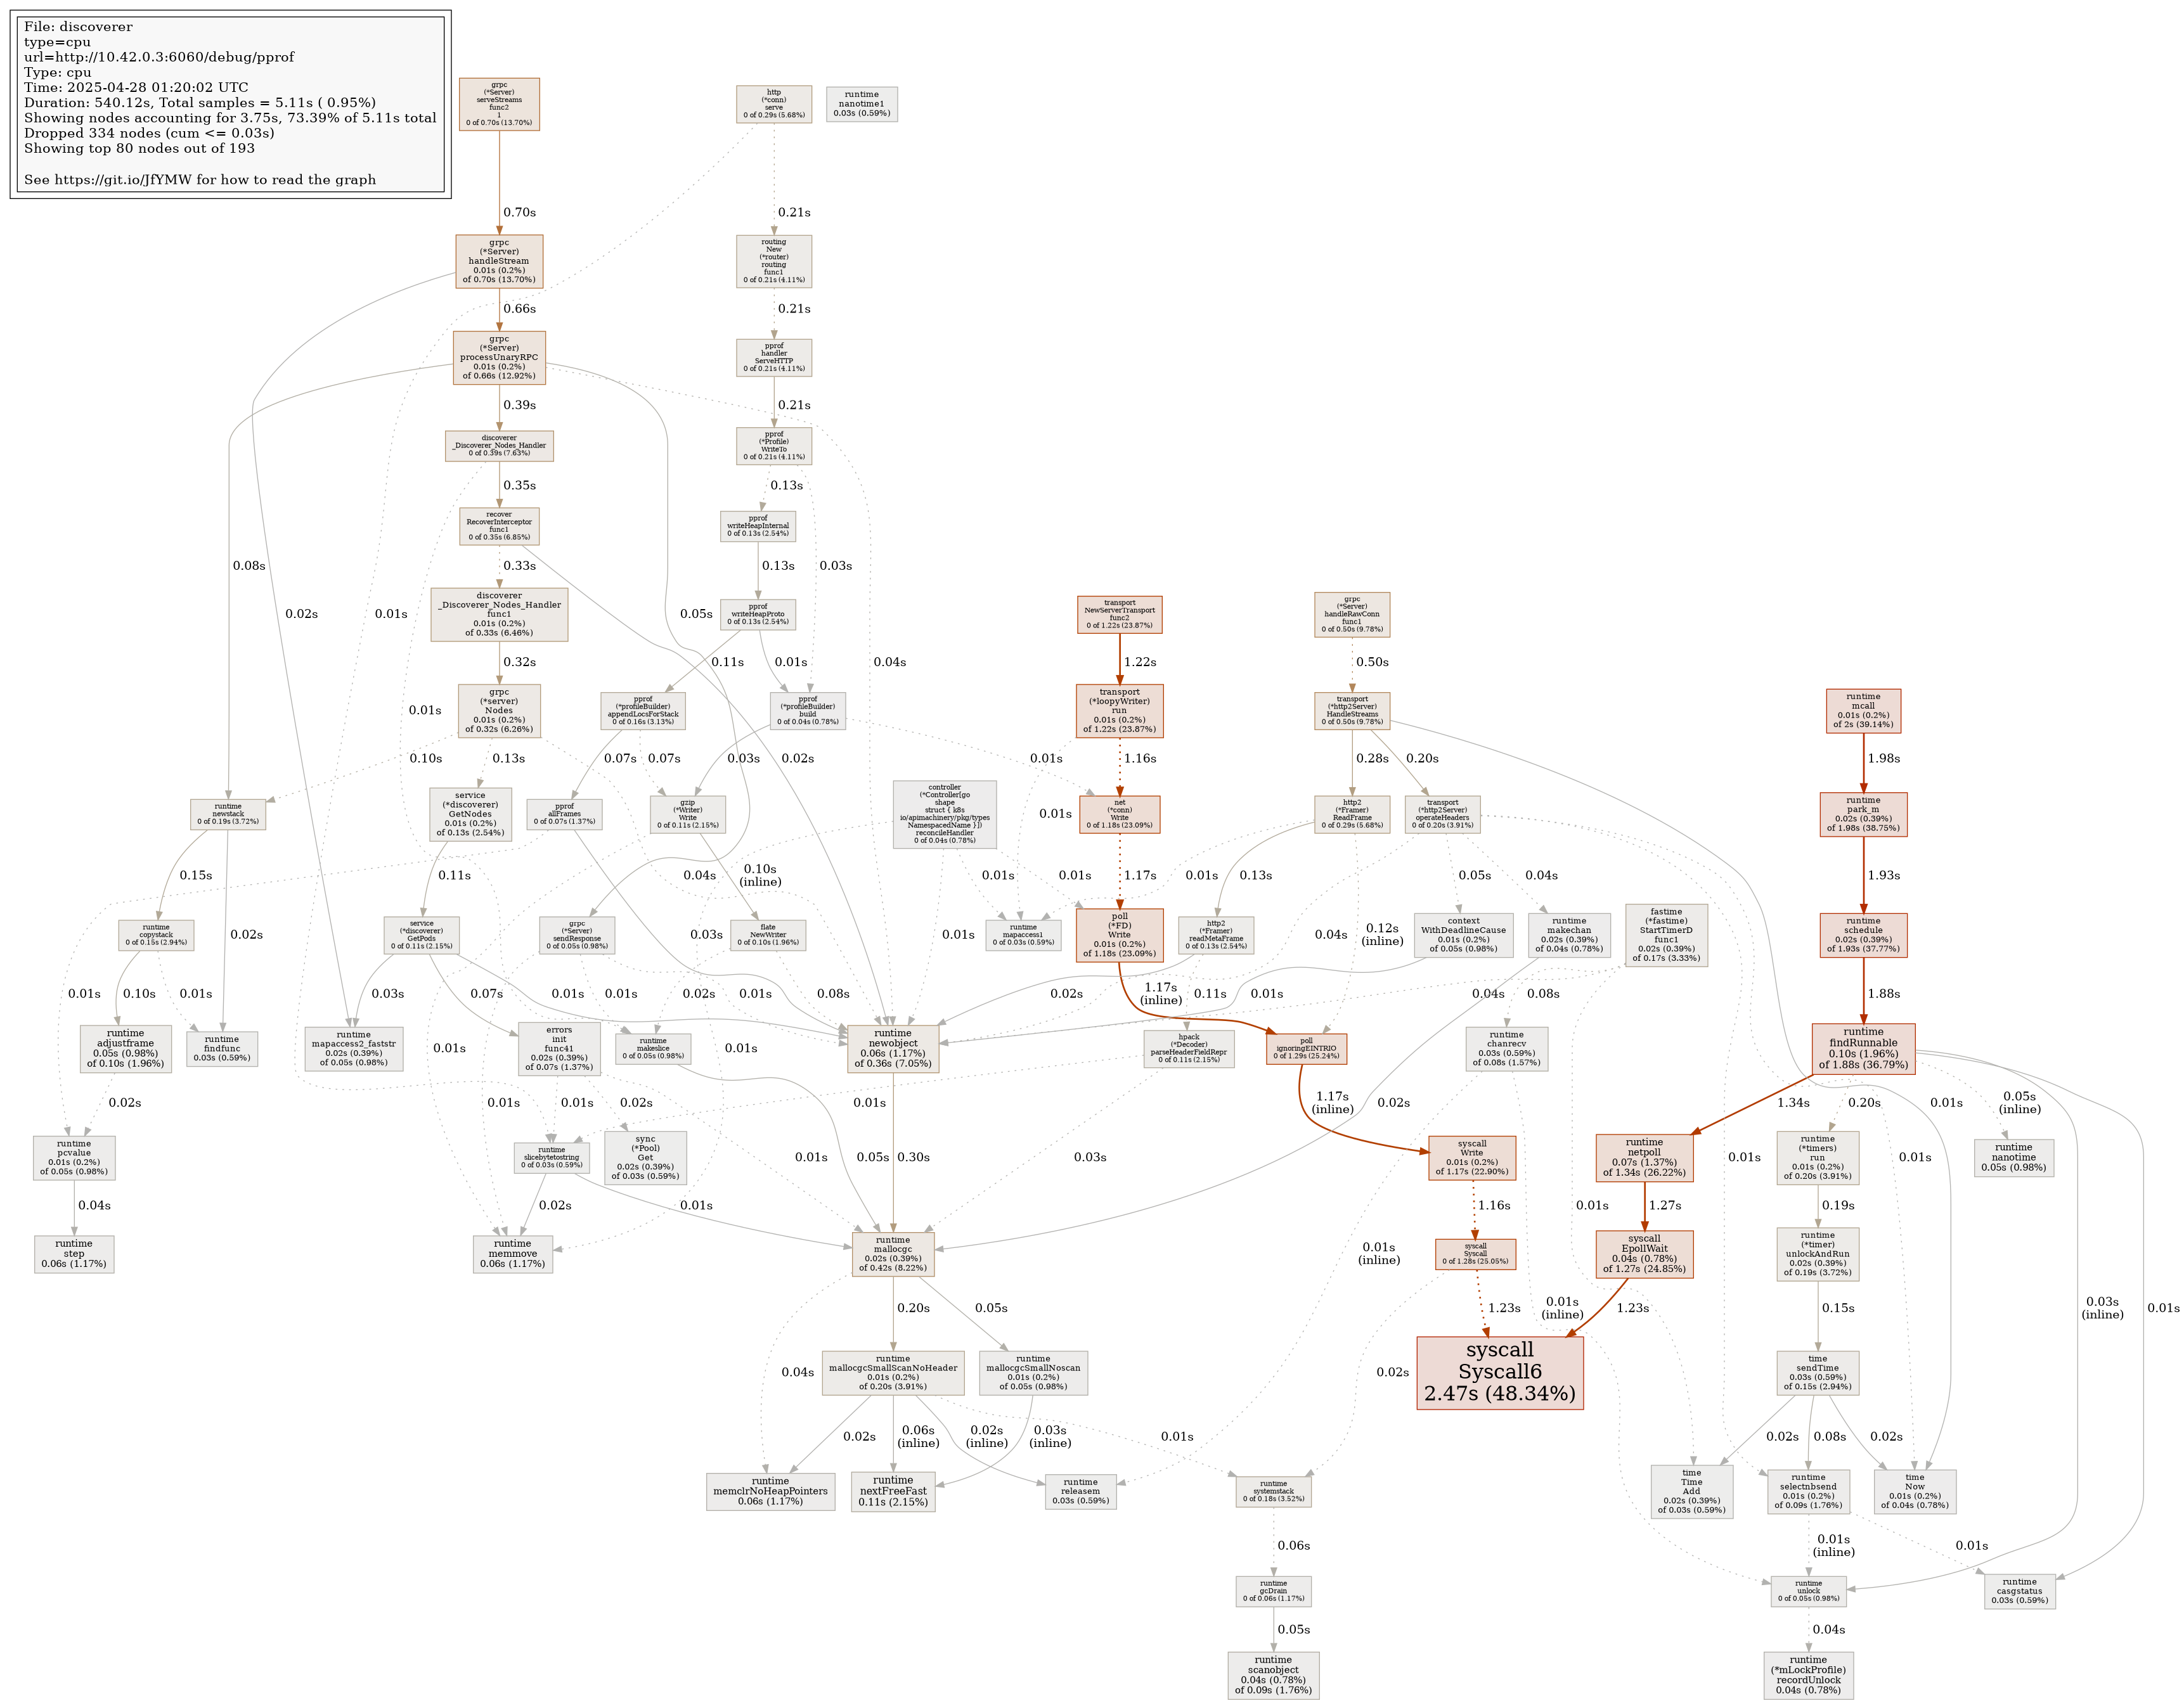 File: discoverer
type=cpu
url=http://10.42.0.3:6060/debug/pprof
Type: cpu
Time: 2025-04-28 01:20:02 UTC
Duration: 540.12s, Total samples = 5.11s ( 0.95%)
Showing nodes accounting for 3.75s, 73.39% of 5.11s total
Dropped 334 nodes (cum <= 0.03s)
Showing top 80 nodes out of 193
See https://git.io/JfYMW for how to read the graph
grpc
(*Server)
serveStreams
func2
1
0 of 0.70s (13.70%)
http
(*conn)
serve
0 of 0.29s (5.68%)
runtime
nanotime1
0.03s (0.59%)
0.70s
0.21s
grpc
(*Server)
handleStream
0.01s (0.2%)
of 0.70s (13.70%)
routing
New
(*router)
routing
func1
0 of 0.21s (4.11%)
0.66s
0.21s
grpc
(*Server)
processUnaryRPC
0.01s (0.2%)
of 0.66s (12.92%)
pprof
handler
ServeHTTP
0 of 0.21s (4.11%)
0.39s
0.21s
discoverer
_Discoverer_Nodes_Handler
0 of 0.39s (7.63%)
pprof
(*Profile)
WriteTo
0 of 0.21s (4.11%)
0.35s
0.13s
recover
RecoverInterceptor
func1
0 of 0.35s (6.85%)
pprof
writeHeapInternal
0 of 0.13s (2.54%)
0.08s
0.33s
0.13s
0.03s
discoverer
_Discoverer_Nodes_Handler
func1
0.01s (0.2%)
of 0.33s (6.46%)
pprof
writeHeapProto
0 of 0.13s (2.54%)
transport
NewServerTransport
func2
0 of 1.22s (23.87%)
grpc
(*Server)
handleRawConn
func1
0 of 0.50s (9.78%)
0.02s
0.01s
0.05s
0.32s
0.11s
0.01s
0.04s
1.22s
0.50s
grpc
(*server)
Nodes
0.01s (0.2%)
of 0.32s (6.26%)
pprof
(*profileBuilder)
appendLocsForStack
0 of 0.16s (3.13%)
pprof
(*profileBuilder)
build
0 of 0.04s (0.78%)
transport
(*loopyWriter)
run
0.01s (0.2%)
of 1.22s (23.87%)
transport
(*http2Server)
HandleStreams
0 of 0.50s (9.78%)
runtime
mcall
0.01s (0.2%)
of 2s (39.14%)
0.01s
0.10s
0.13s
0.07s
0.07s
0.03s
0.02s
0.01s
1.16s
0.28s
0.20s
1.98s
runtime
newstack
0 of 0.19s (3.72%)
service
(*discoverer)
GetNodes
0.01s (0.2%)
of 0.13s (2.54%)
pprof
allFrames
0 of 0.07s (1.37%)
gzip
(*Writer)
Write
0 of 0.11s (2.15%)
controller
(*Controller[go
shape
struct { k8s
io/apimachinery/pkg/types
NamespacedName }])
reconcileHandler
0 of 0.04s (0.78%)
0.01s
net
(*conn)
Write
0 of 1.18s (23.09%)
http2
(*Framer)
ReadFrame
0 of 0.29s (5.68%)
transport
(*http2Server)
operateHeaders
0 of 0.20s (3.91%)
runtime
park_m
0.02s (0.39%)
of 1.98s (38.75%)
0.15s
0.11s
0.04s
0.10s
(inline)
0.01s
0.01s
1.17s
0.01s
0.13s
0.05s
0.04s
1.93s
runtime
copystack
0 of 0.15s (2.94%)
0.02s
service
(*discoverer)
GetPods
0 of 0.11s (2.15%)
grpc
(*Server)
sendResponse
0 of 0.05s (0.98%)
0.03s
flate
NewWriter
0 of 0.10s (1.96%)
runtime
mapaccess1
0 of 0.03s (0.59%)
poll
(*FD)
Write
0.01s (0.2%)
of 1.18s (23.09%)
http2
(*Framer)
readMetaFrame
0 of 0.13s (2.54%)
0.04s
0.12s
(inline)
context
WithDeadlineCause
0.01s (0.2%)
of 0.05s (0.98%)
runtime
makechan
0.02s (0.39%)
of 0.04s (0.78%)
fastime
(*fastime)
StartTimerD
func1
0.02s (0.39%)
of 0.17s (3.33%)
runtime
schedule
0.02s (0.39%)
of 1.93s (37.77%)
0.01s
0.10s
0.01s
0.03s
0.07s
0.01s
0.01s
0.02s
0.01s
0.08s
0.01s
0.02s
1.17s
(inline)
0.11s
0.01s
0.04s
0.08s
1.88s
runtime
adjustframe
0.05s (0.98%)
of 0.10s (1.96%)
runtime
findfunc
0.03s (0.59%)
runtime
mapaccess2_faststr
0.02s (0.39%)
of 0.05s (0.98%)
errors
init
func41
0.02s (0.39%)
of 0.07s (1.37%)
runtime
makeslice
0 of 0.05s (0.98%)
runtime
newobject
0.06s (1.17%)
of 0.36s (7.05%)
hpack
(*Decoder)
parseHeaderFieldRepr
0 of 0.11s (2.15%)
poll
ignoringEINTRIO
0 of 1.29s (25.24%)
runtime
chanrecv
0.03s (0.59%)
of 0.08s (1.57%)
runtime
findRunnable
0.10s (1.96%)
of 1.88s (36.79%)
0.02s
0.01s
0.01s
0.01s
0.02s
0.01s
0.01s
1.17s
(inline)
0.02s
1.34s
0.20s
0.01s
0.05s
(inline)
runtime
pcvalue
0.01s (0.2%)
of 0.05s (0.98%)
runtime
slicebytetostring
0 of 0.03s (0.59%)
sync
(*Pool)
Get
0.02s (0.39%)
of 0.03s (0.59%)
0.01s
0.05s
0.30s
0.03s
syscall
Write
0.01s (0.2%)
of 1.17s (22.90%)
runtime
netpoll
0.07s (1.37%)
of 1.34s (26.22%)
0.01s
runtime
(*timers)
run
0.01s (0.2%)
of 0.20s (3.91%)
0.01s
runtime
nanotime
0.05s (0.98%)
0.04s
0.02s
0.01s
1.16s
0.01s
1.27s
0.19s
runtime
step
0.06s (1.17%)
runtime
memmove
0.06s (1.17%)
runtime
mallocgc
0.02s (0.39%)
of 0.42s (8.22%)
0.01s
(inline)
syscall
Syscall
0 of 1.28s (25.05%)
syscall
EpollWait
0.04s (0.78%)
of 1.27s (24.85%)
runtime
(*timer)
unlockAndRun
0.02s (0.39%)
of 0.19s (3.72%)
0.20s
0.05s
1.23s
0.01s
(inline)
1.23s
0.15s
0.03s
(inline)
0.01s
0.04s
runtime
mallocgcSmallScanNoHeader
0.01s (0.2%)
of 0.20s (3.91%)
runtime
mallocgcSmallNoscan
0.01s (0.2%)
of 0.05s (0.98%)
0.02s
syscall
Syscall6
2.47s (48.34%)
time
sendTime
0.03s (0.59%)
of 0.15s (2.94%)
0.02s
0.06s
(inline)
0.02s
(inline)
0.03s
(inline)
0.01s
0.02s
0.08s
0.02s
runtime
memclrNoHeapPointers
0.06s (1.17%)
runtime
nextFreeFast
0.11s (2.15%)
runtime
releasem
0.03s (0.59%)
runtime
systemstack
0 of 0.18s (3.52%)
time
Time
Add
0.02s (0.39%)
of 0.03s (0.59%)
runtime
selectnbsend
0.01s (0.2%)
of 0.09s (1.76%)
time
Now
0.01s (0.2%)
of 0.04s (0.78%)
0.06s
0.01s
(inline)
0.01s
runtime
gcDrain
0 of 0.06s (1.17%)
runtime
unlock
0 of 0.05s (0.98%)
runtime
casgstatus
0.03s (0.59%)
0.05s
0.04s
runtime
scanobject
0.04s (0.78%)
of 0.09s (1.76%)
runtime
(*mLockProfile)
recordUnlock
0.04s (0.78%)